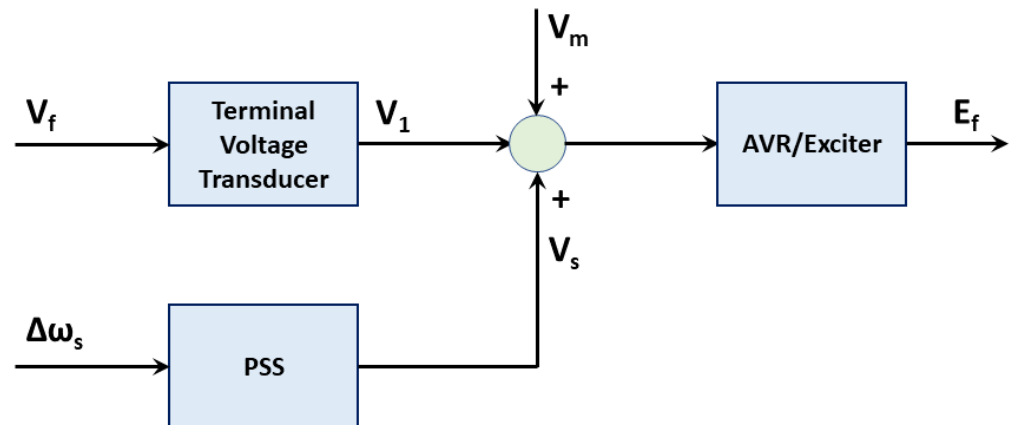 V_m
+
V_f
Terminal
Voltage
Transducer
V_1
AVR/Exciter
E_f
+
V_s
Δω_s
PSS